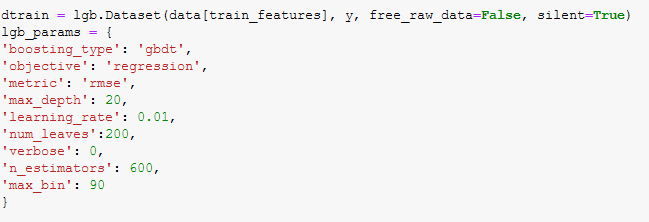 dtrain = lgb.Dataset(data[train_features], y, free_raw_data=False, silent=True)
lgb_params = {
'boosting_type': 'gbdt',
'objective': 'regression',
'metric': 'rmse',
'max_depth': 20,
'learning_rate': 0.01,
'num_leaves':200,
'verbose': 0,
'n_estimators': 600,
'max_bin': 90
}